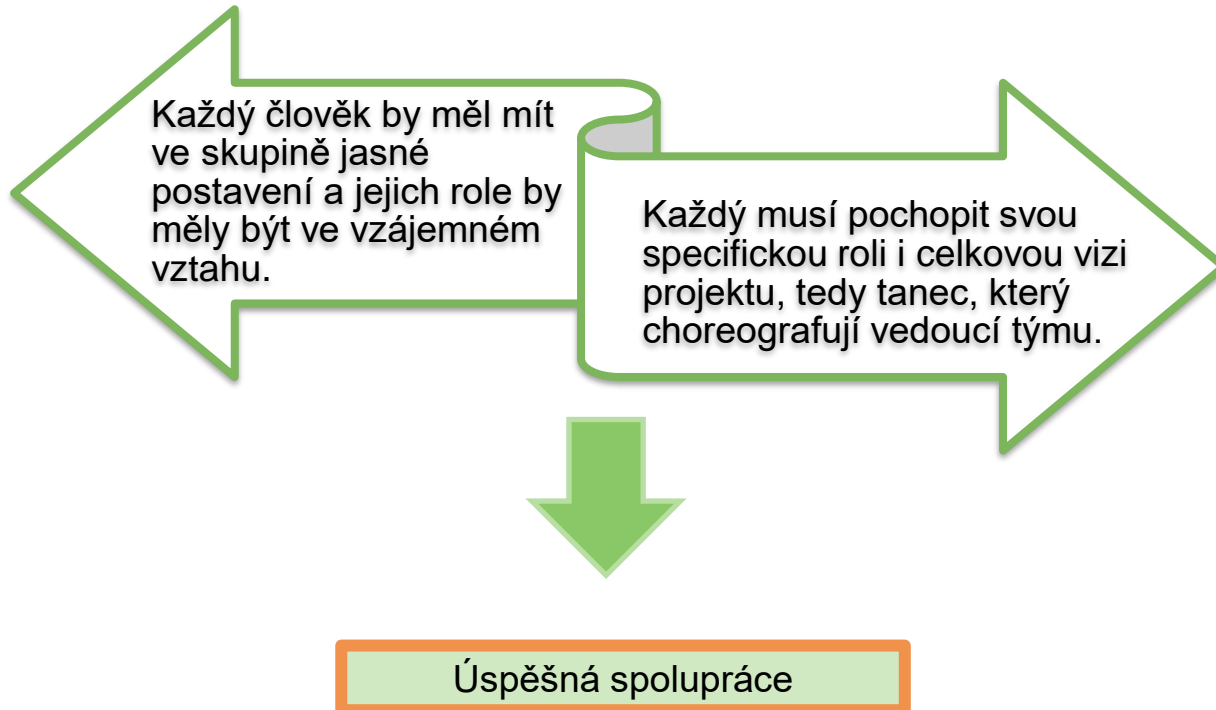 Každý člověk by měl mít
ve skupině jasné
postavení a jejich role by
měly být ve vzájemném
vztahu.
Každý musí pochopit svou
specifickou roli i celkovou vizi
projektu, tedy tanec, který
choreografují vedoucí týmu.
Úspěšná spolupráce